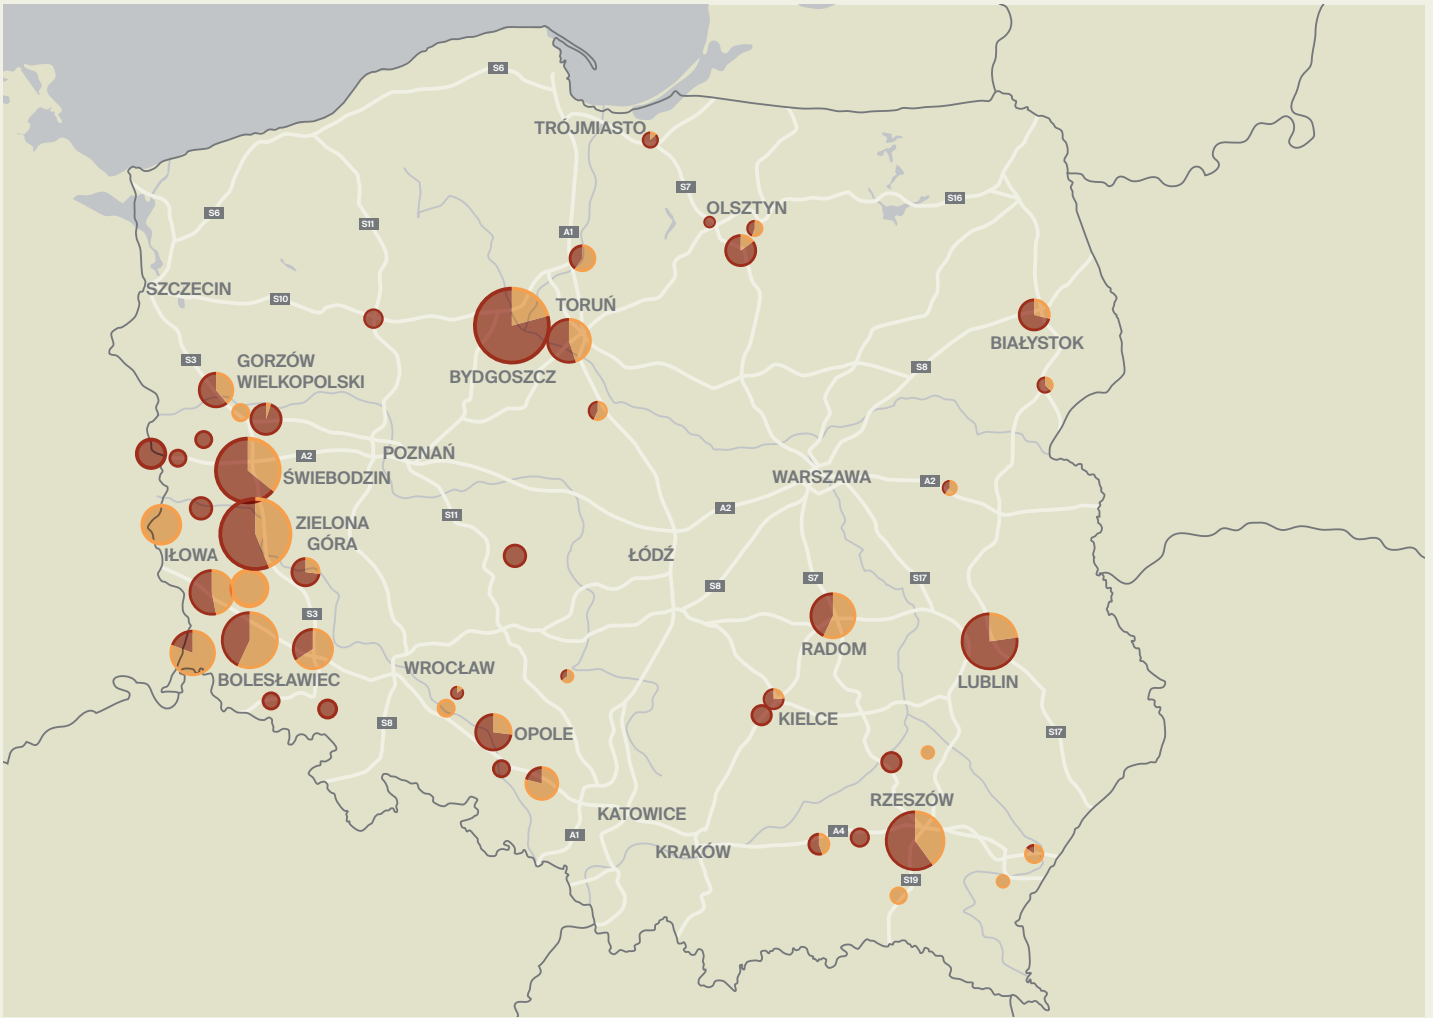 S6
TRÓJMIASTO
S7
S16
OLSZTYN
S6
S11
A1
SZCZECIN
S10
TORUŃ
BIAŁYSTOK
S3
GORZÓW
WIELKOPOLSKI
S8
BYDGOSZCZ
A2
POZNAŃ
ŚWIEBODZIN
WARSZAWA
A2
A2
S11
ZIELONA
GÓRA
IŁOWA
ŁÓDŹ
S8
S7
S17
S3
RADOM
WROCŁAW
BOLESŁAWIEC
LUBLIN
S8
OPOLE
KIELCE
S17
RZESZÓW
KATOWICE
A1
A4
KRAKÓW
S19